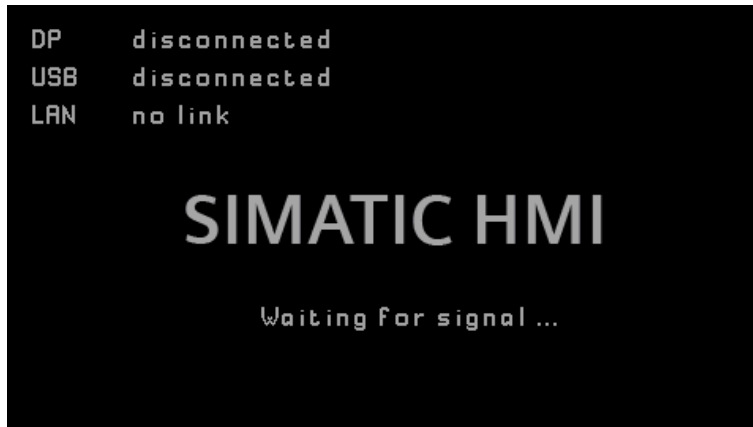 DP disconnected
USB disconnected
LAN no link
SIMATIC HMI
Waiting for signal ...